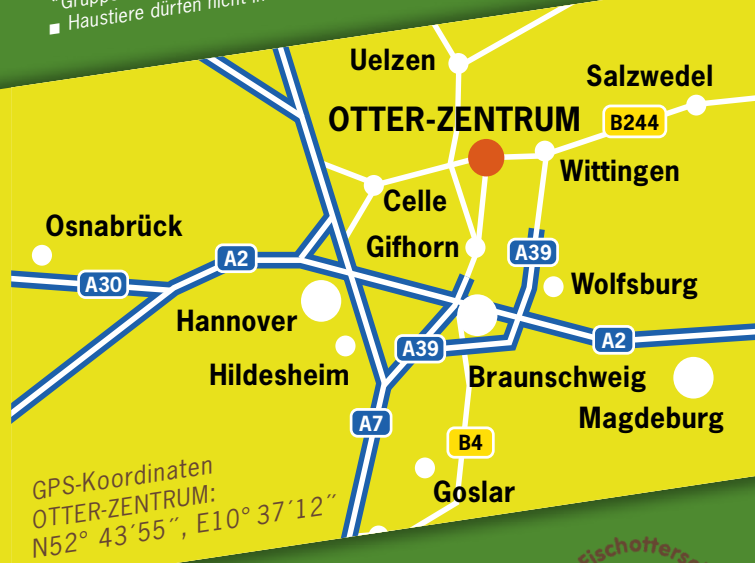 ■ Haustiere dürfen nicht
Uelzen
Salzwedel
OTTER-ZENTRUM
B244
Wittingen
Celle
Osnabrück
Gifhorn
A39
A2
A30
Wolfsburg
Hannover
A39
A2
Hildesheim
Braunschweig
Magdeburg
A7
B4
Goslar
GPS-Koordinaten
OTTER-ZENTRUM:
N52° 43´55˝, E10° 37´12˝